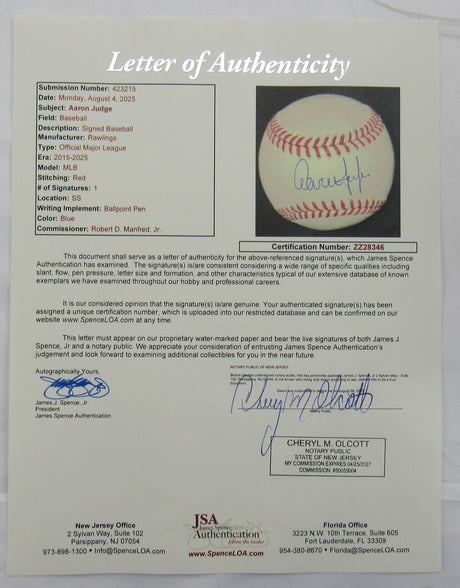 Letter of Authenticity
Submission Number: 423215
Date: Monday, August 4, 2025
Subject: Aaron Judge
Field: Baseball
Description: Signed Baseball
Manufacturer: Rawlings
Type: Official Major League
Era: 2015-2025
Model: MLB
Stitching: Red
# of Signatures: 1
Location: SS
Writing Implement: Ballpoint Pen
Color: Blue
Commissioner: Robert D. Manfred, Jr.
Certification Number: ZZ28346
This document shall serve as a letter of authenticity for the above-referenced signature(s), which James Spence
Authentication has examined. The signature(s) is/are consistent considering a wide range of specific qualities including
slant, flow, pen pressure, letter size and formation, and other characteristics typical of our extensive database of known
exemplars we have examined throughout our hobby and professional careers.
It is our considered opinion that the signature(s) is/are genuine. Your authenticated signature(s) has been
assigned a unique certification number, which is uploaded into our restricted database and can be confirmed on our
website www.SpenceLOA.com at any time.
This letter must appear on our proprietary water-marked paper and bear the live signatures of both James J.
Spence, Jr and a notary public. We appreciate your consideration of entrusting James Spence Authentication's
judgement and look forward to examining additional collectibles for you in the near future.
Autographically Yours,
James J. Spence, Jr.
President
James Spence Authentication
NOTARY PUBLIC OF NEW JERSEY
Cheryl M Olcott
Notary Public
CHERYL M. OLCOTT
NOTARY PUBLIC
STATE OF NEW JERSEY
MY COMMISSION EXPIRES 04/25/2027
COMMISSION: #50059004
New Jersey Office
2 Sylvan Way, Suite 102
Parsippany, NJ 07054
973-898-1300 • Info@SpenceLOA.com
JSA
James Spence
Authentication
follow the leader
www.SpenceLOA.com
Florida Office
3223 N.W. 10th Terrace, Suite 605
Fort Lauderdale, FL 33309
954-380-8670 • Info@SpenceLOA.com